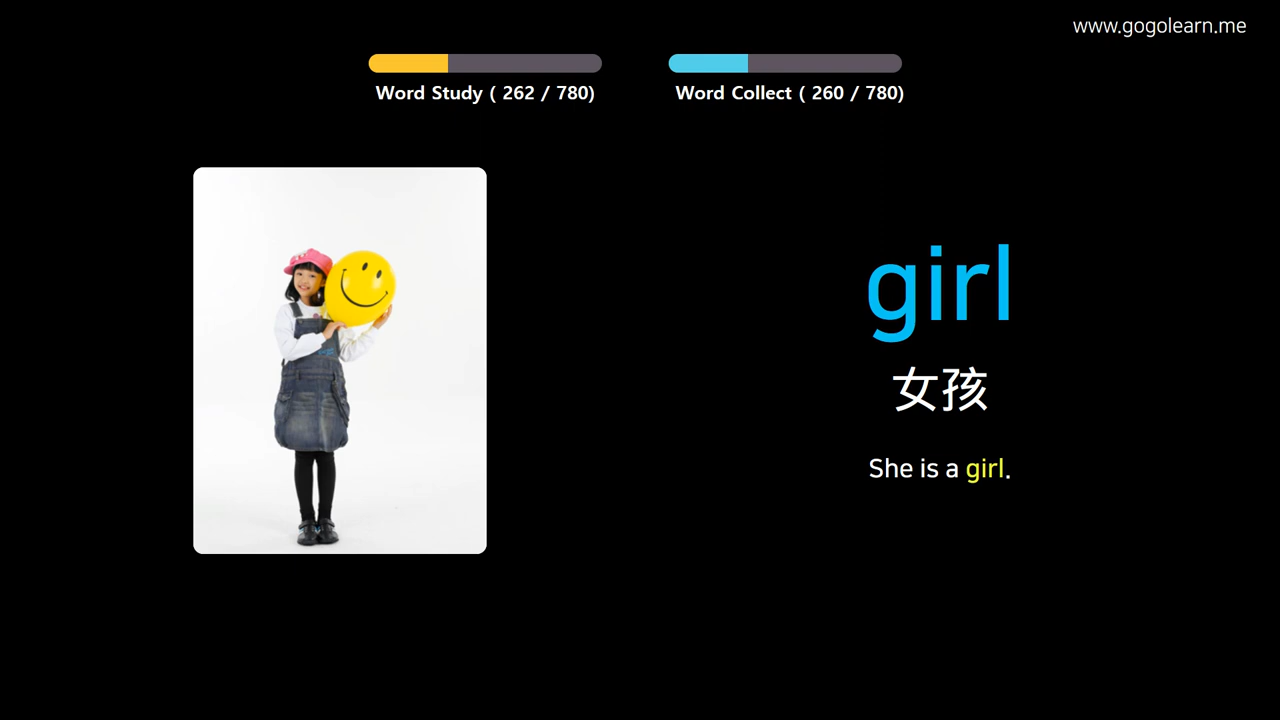 www.gogolearn.me
Word Study ( 262 / 780)
Word Collect ( 260 / 780)
girl
女孩
She is a girl.